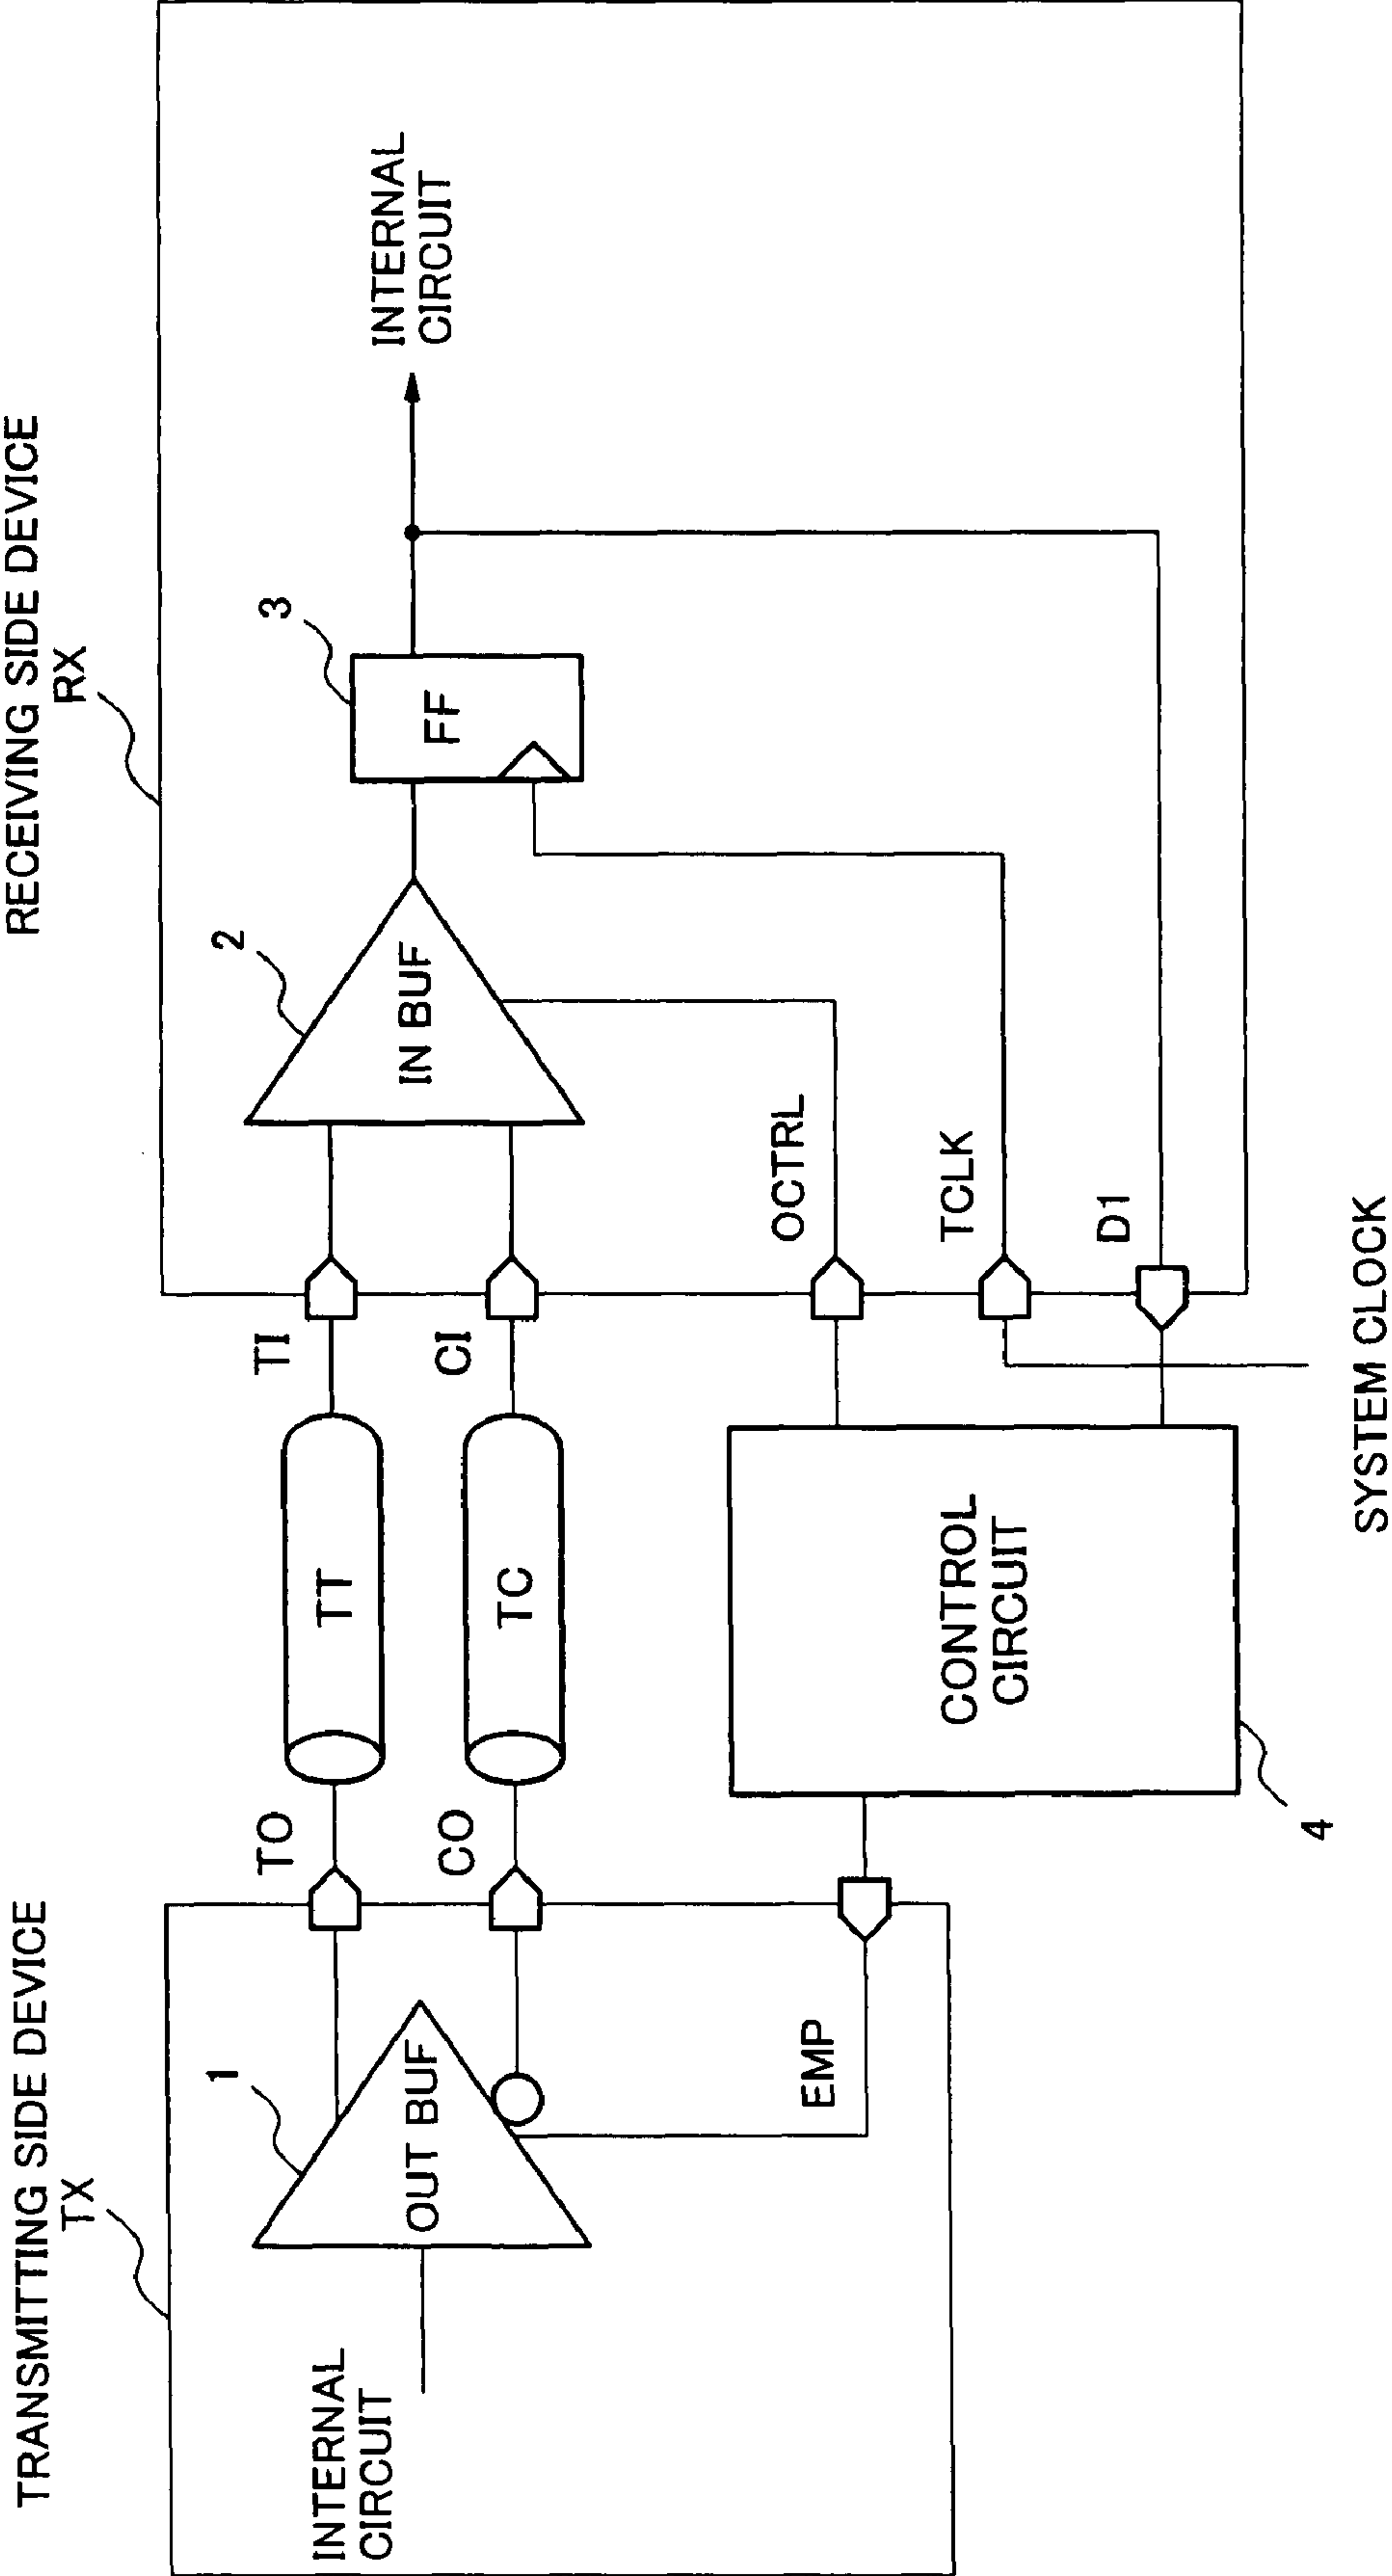 TRANSMITTING SIDE DEVICE
TX
RECEIVING SIDE DEVICE
RX
INTERNAL
CIRCUIT
1
OUT BUF
EMP
TO
CO
TT
TC
TI
CI
2
IN BUF
3
FF
INTERNAL
CIRCUIT
OCTRL
TCLK
D1
CONTROL
CIRCUIT
4
SYSTEM CLOCK